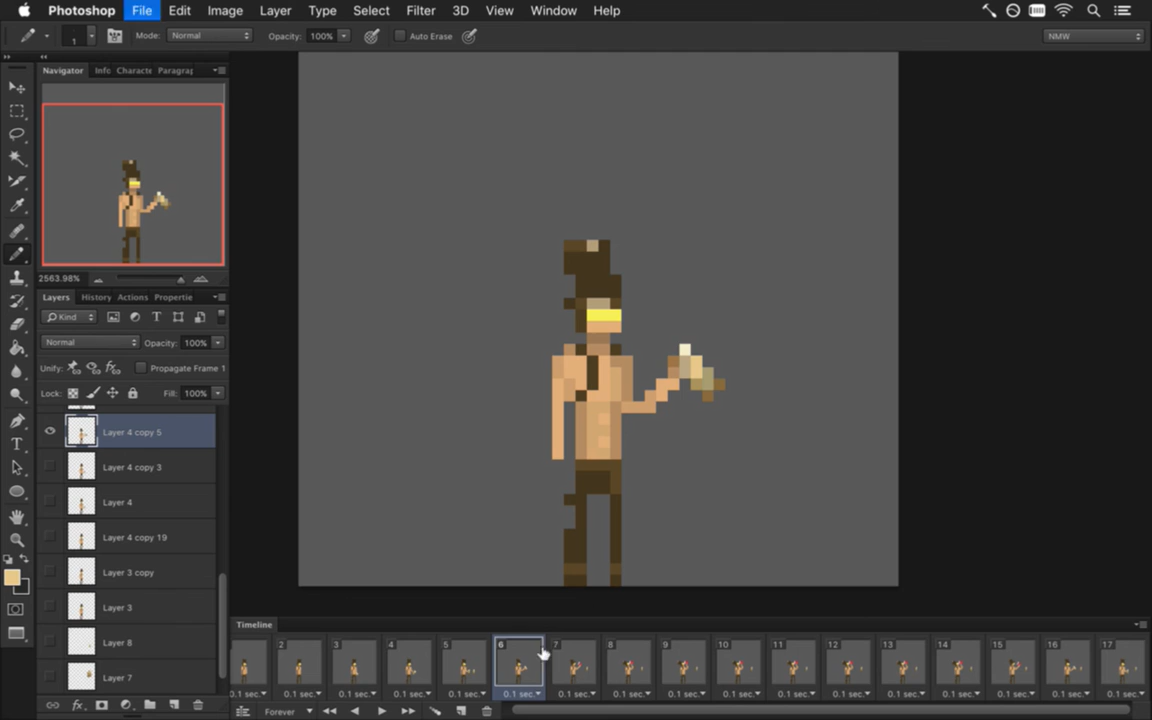 Photoshop File Edit Image Layer Type Select Filter 3D View Window Help
1 Mode: Normal Opacity: 100% Auto Erase NMW
Navigator Info Characte Paragrap
2563.98%
Layers History Actions Propertie
Kind
Normal Opacity: 100%
Unify: Propagate Frame 1
Lock: Fill: 100%
Layer 4 copy 5
Layer 4 copy 3
Layer 4
Layer 4 copy 19
Layer 3 copy
Layer 3
Layer 8
Layer 7
Timeline
2 3 4 5 6 7 8 9 10 11 12 13 14 15 16 17
0.1 sec. 0.1 sec. 0.1 sec. 0.1 sec. 0.1 sec. 0.1 sec. 0.1 sec. 0.1 sec. 0.1 sec. 0.1 sec. 0.1 sec. 0.1 sec. 0.1 sec. 0.1 sec. 0.1 sec. 0.1 sec. 0.1 sec.
Forever